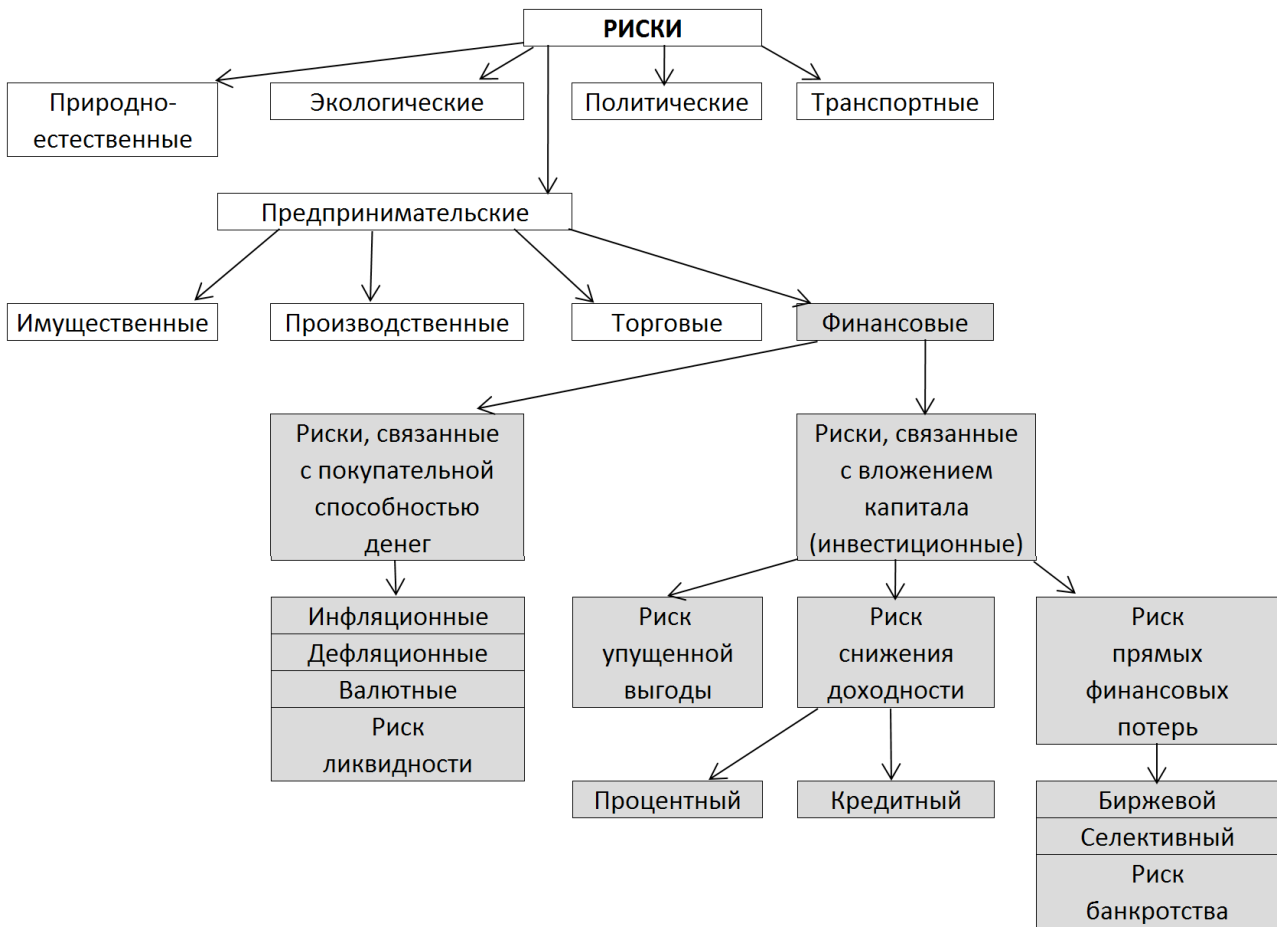 РИСКИ
Природно-
естественные
Экологические
Политические
Транспортные
Предпринимательские
Имущественные
Производственные
Торговые
Финансовые
Риски, связанные
с покупательной
способностью
денег
Риски, связанные
с вложением
капитала
(инвестиционные)
Инфляционные
Дефляционные
Валютные
Риск
ликвидности
Риск
упущенной
выгоды
Риск
снижения
доходности
Риск
прямых
финансовых
потерь
Процентный
Кредитный
Биржевой
Селективный
Риск
банкротства